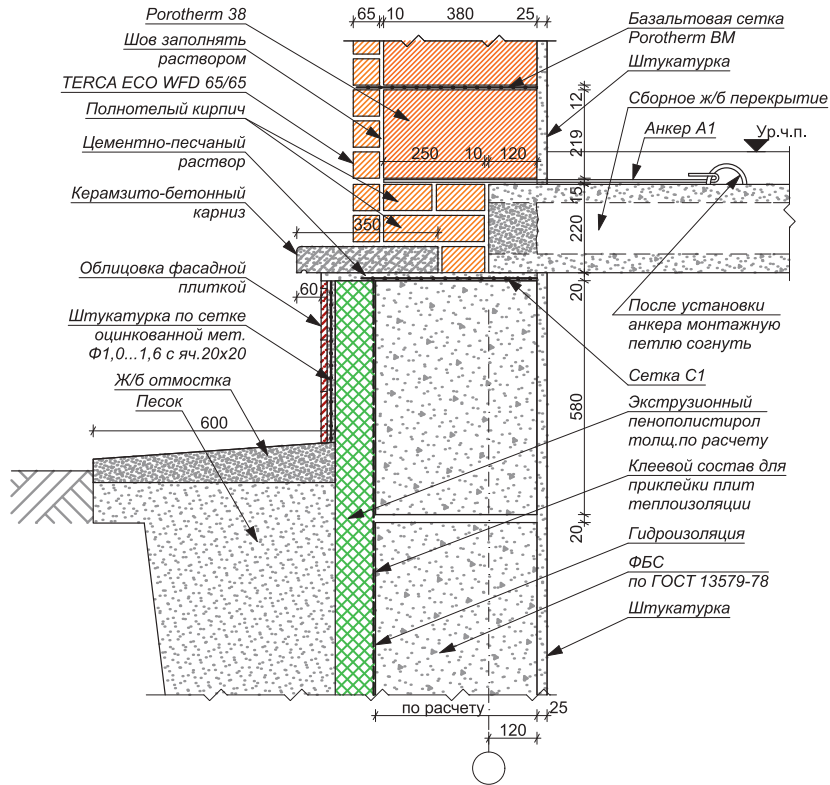 65
10
380
25
Porotherm 38
Шов заполнять
раствором
TERCA ECO WFD 65/65
Полнотелый кирпич
Цементно-песчаный
раствор
Керамзито-бетонный
карниз
Облицовка фасадной
плиткой
Штукатурка по сетке
оцинкованной мет.
Ф1,0...1,6 с яч.20х20
Ж/б отмостка
Песок
600
350
60
250
10
120
Базальтовая сетка
Porotherm BM
Штукатурка
Сборное ж/б перекрытие
Анкер А1
Ур.ч.п.
12
219
15
220
20
580
20
После установки
анкера монтажную
петлю согнуть
Сетка С1
Экструзионный
пенополистирол
толщ.по расчету
Клеевой состав для
приклейки плит
теплоизоляции
Гидроизоляция
ФБС
по ГОСТ 13579-78
Штукатурка
по расчету
25
120